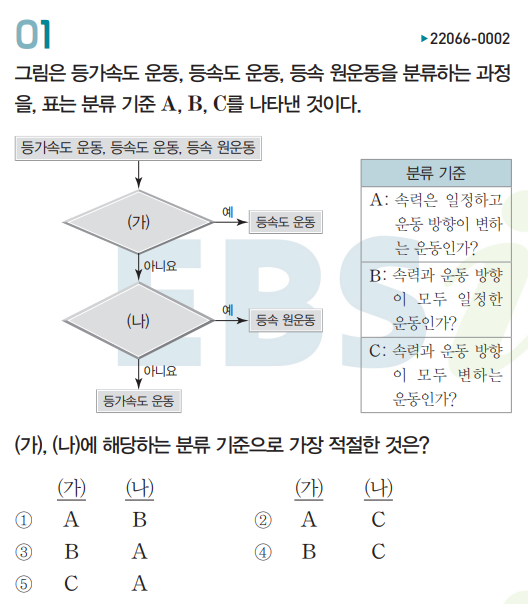 01
▶22066-0002
그림은 등가속도 운동, 등속도 운동, 등속 원운동을 분류하는 과정
을, 표는 분류 기준 A, B, C를 나타낸 것이다.
등가속도 운동, 등속도 운동, 등속 원운동
(가)
예
등속도 운동
아니요
(나)
예
등속 원운동
아니요
등가속도 운동
분류 기준
A: 속력은 일정하고
운동 방향이 변하
는 운동인가?
B: 속력과 운동 방향
이 모두 일정한
운동인가?
C: 속력과 운동 방향
이 모두 변하는
운동인가?
EBSi
(가), (나)에 해당하는 분류 기준으로 가장 적절한 것은?
(가) (나) (가) (나)
① A B ② A C
③ B A ④ B C
⑤ C A